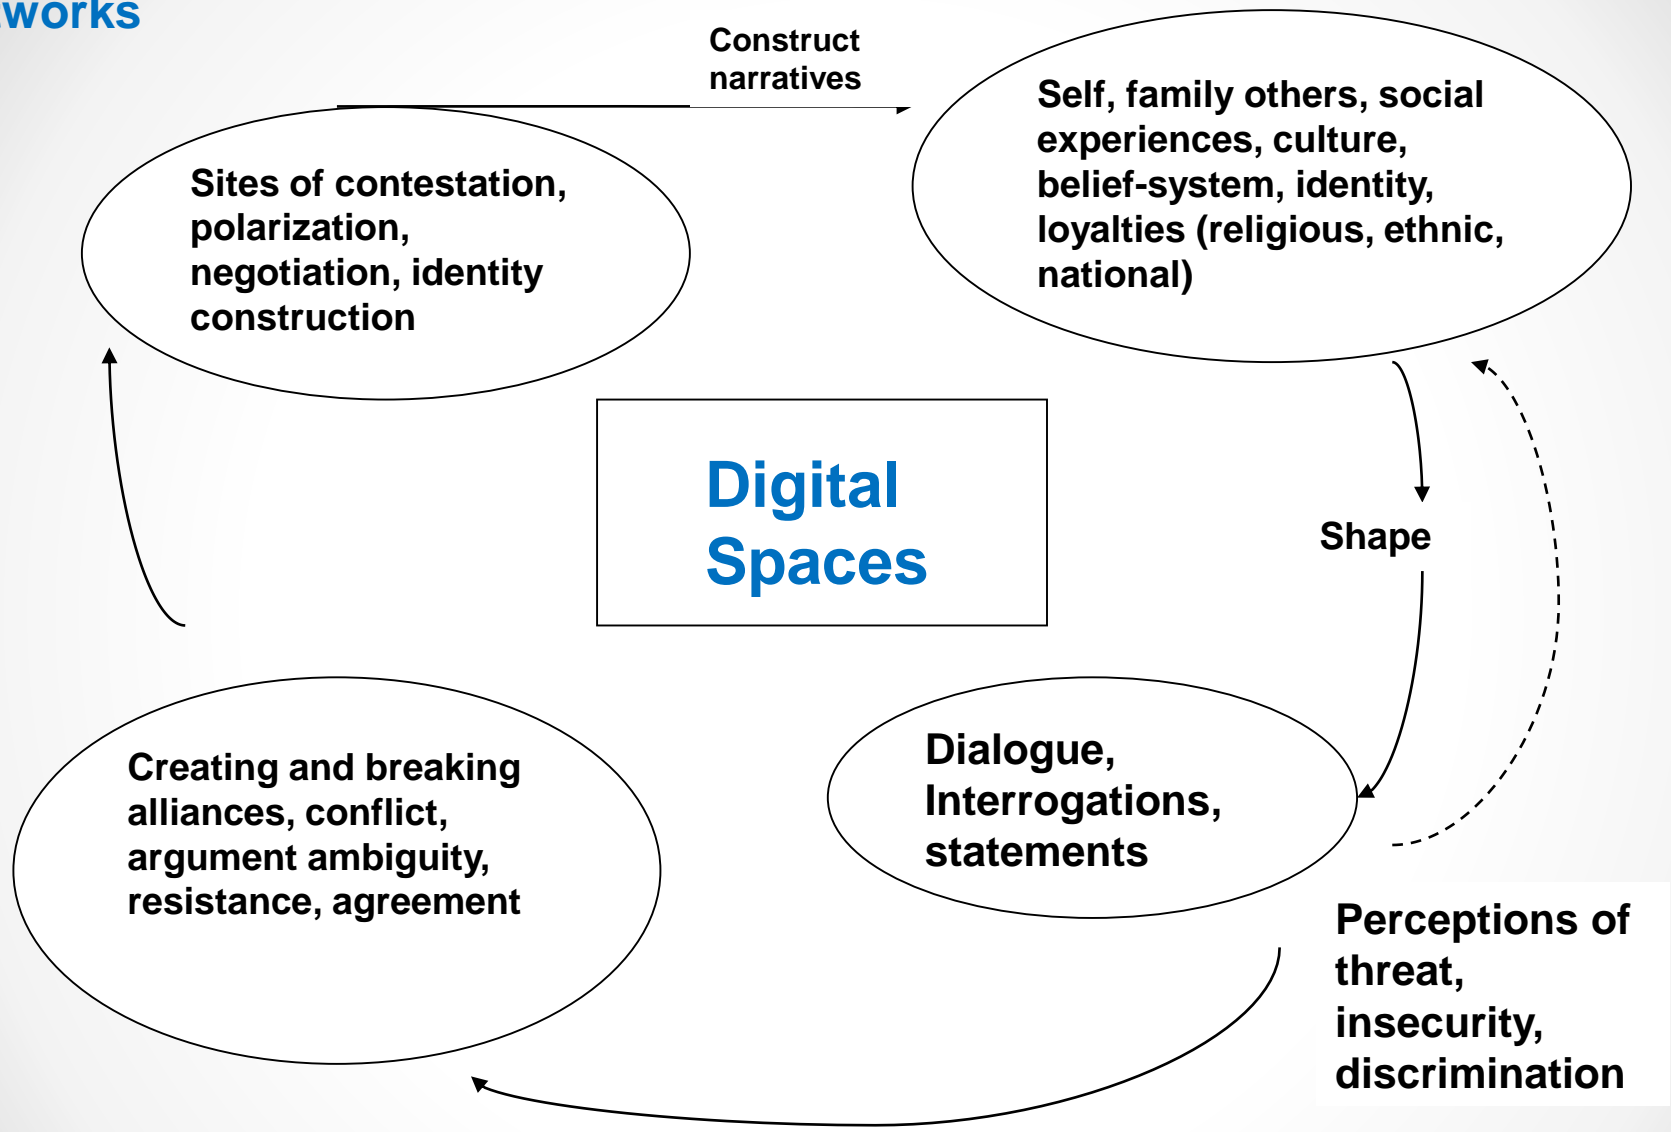 tworks
Construct
narratives
Self, family others, social
experiences, culture,
belief-system, identity,
loyalties (religious, ethnic,
national)
Sites of contestation,
polarization,
negotiation, identity
construction
Digital
Spaces
Shape
Dialogue,
Interrogations,
statements
Creating and breaking
alliances, conflict,
argument ambiguity,
resistance, agreement
Perceptions of
threat,
insecurity,
discrimination